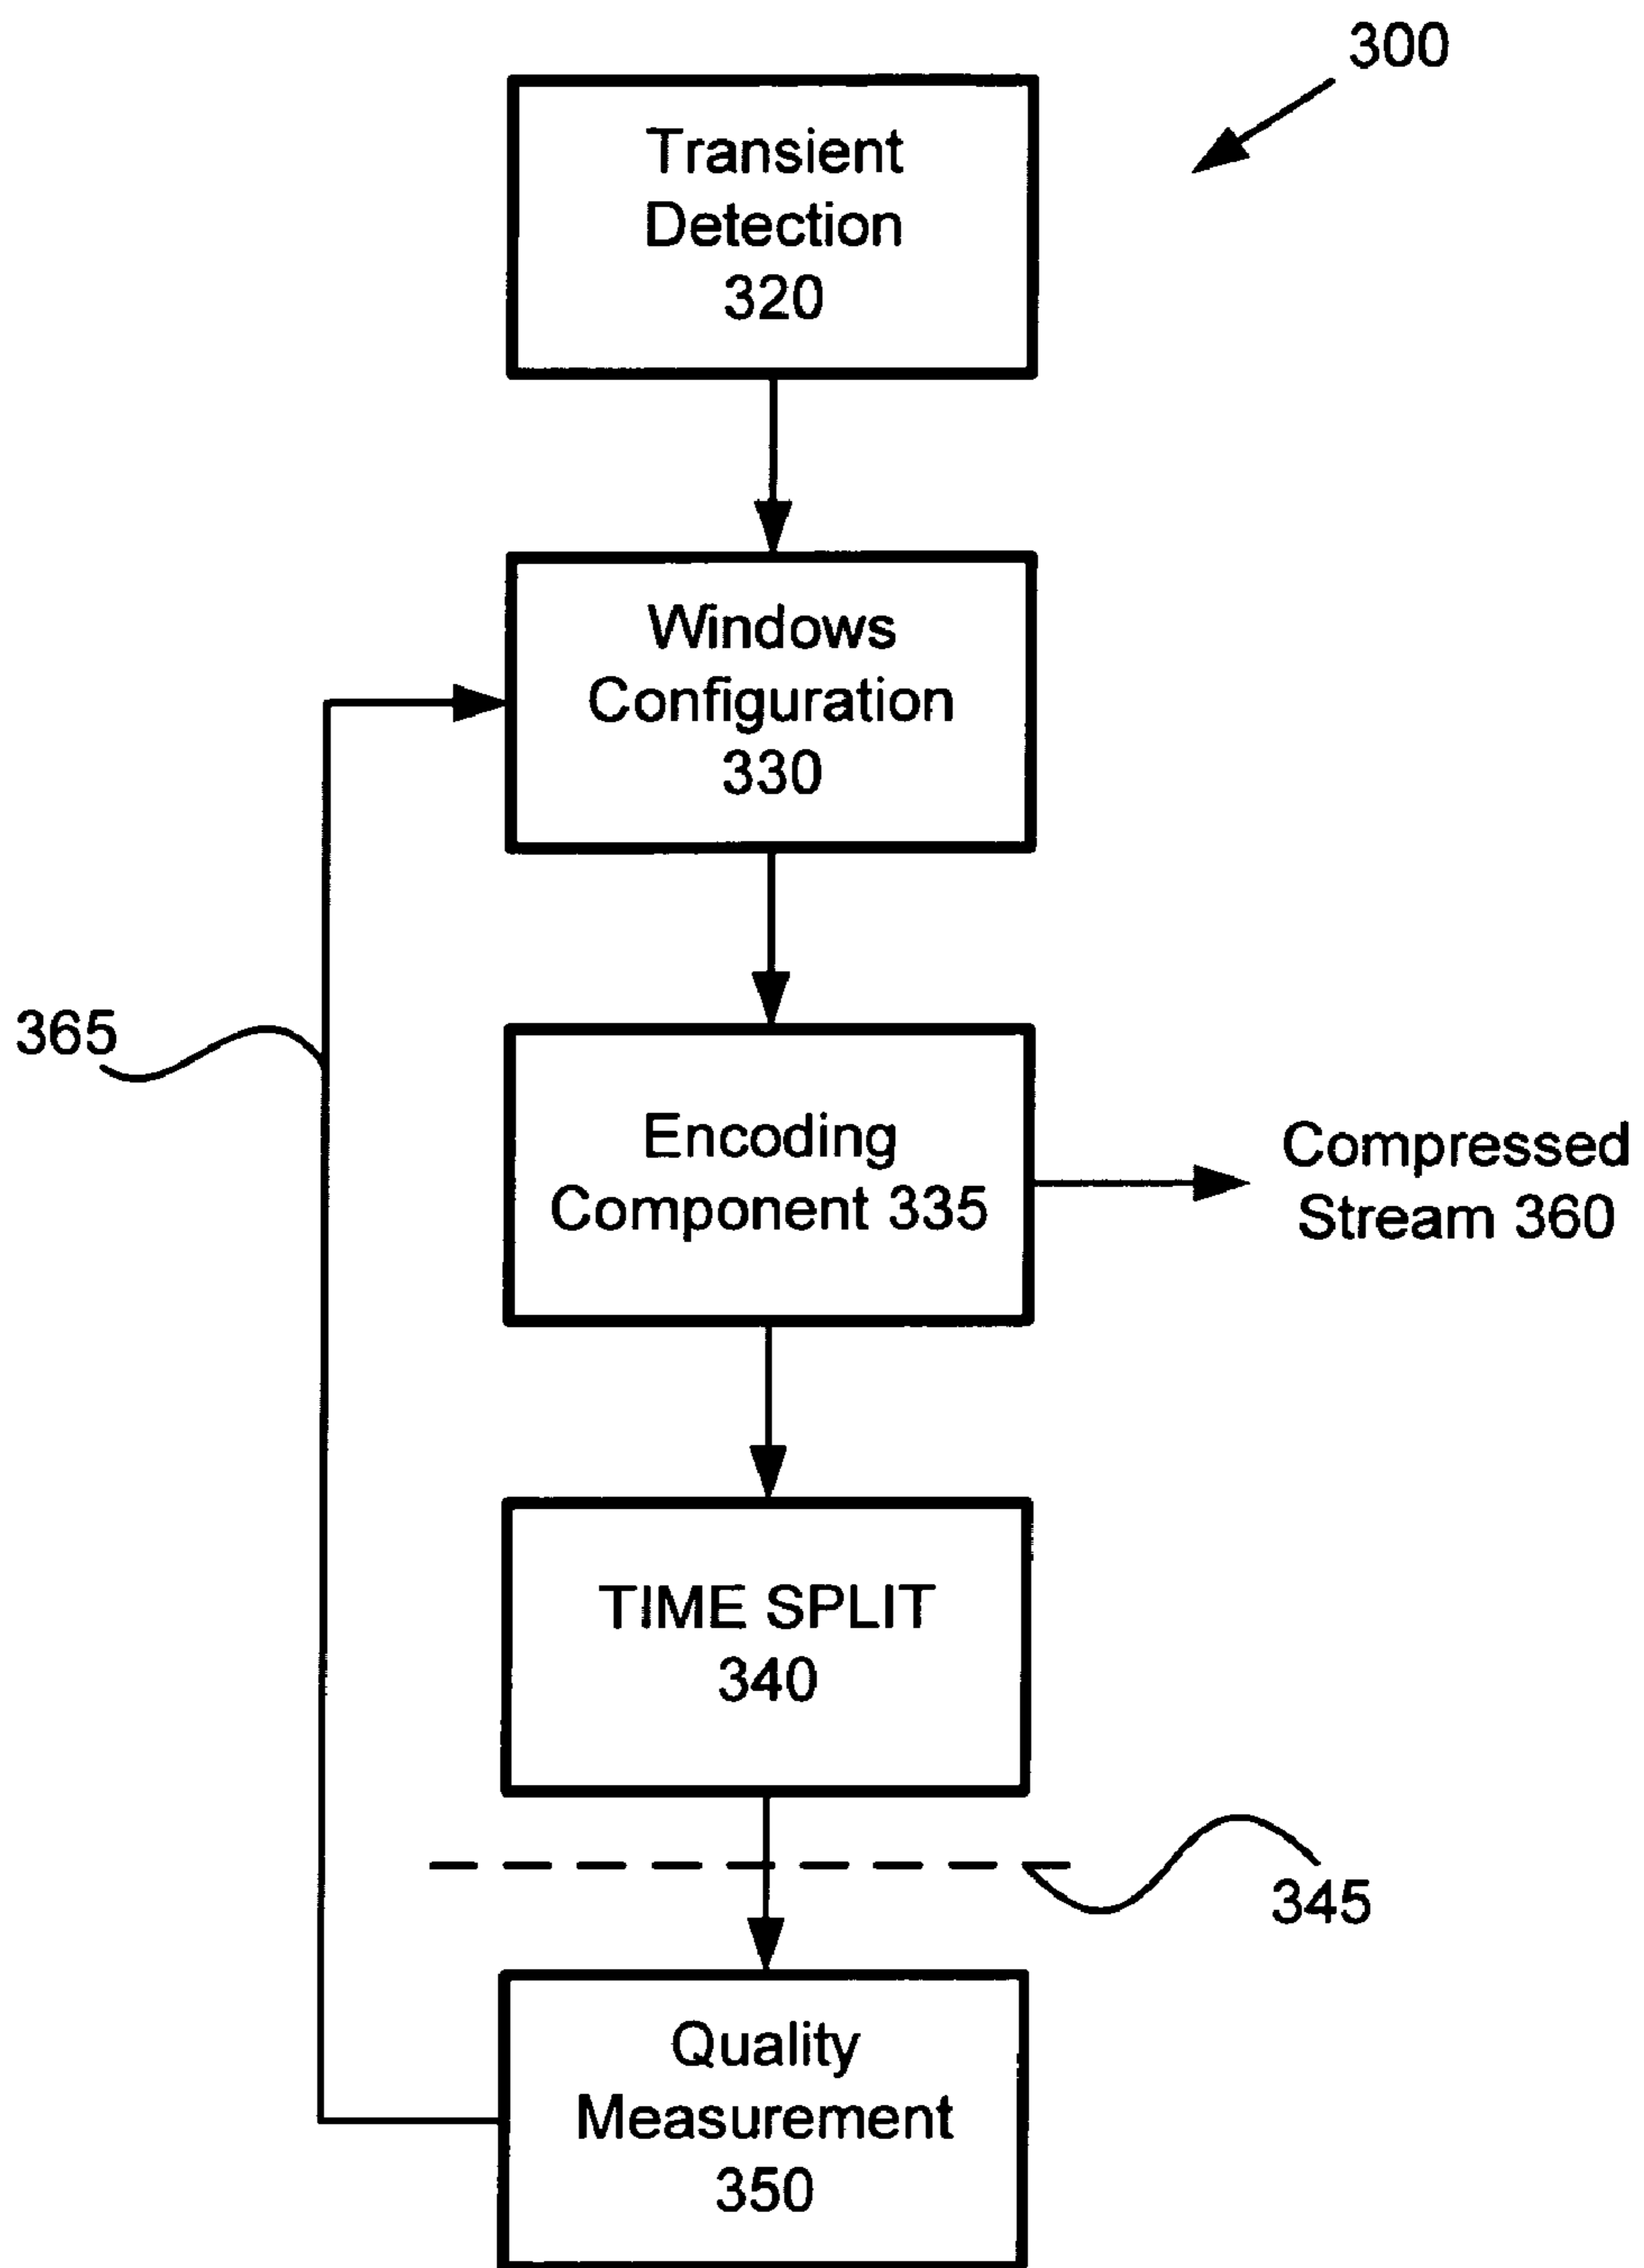 300
Transient
Detection
320
Windows
Configuration
330
365
Encoding
Component 335
Compressed
Stream 360
TIME SPLIT
340
345
Quality
Measurement
350